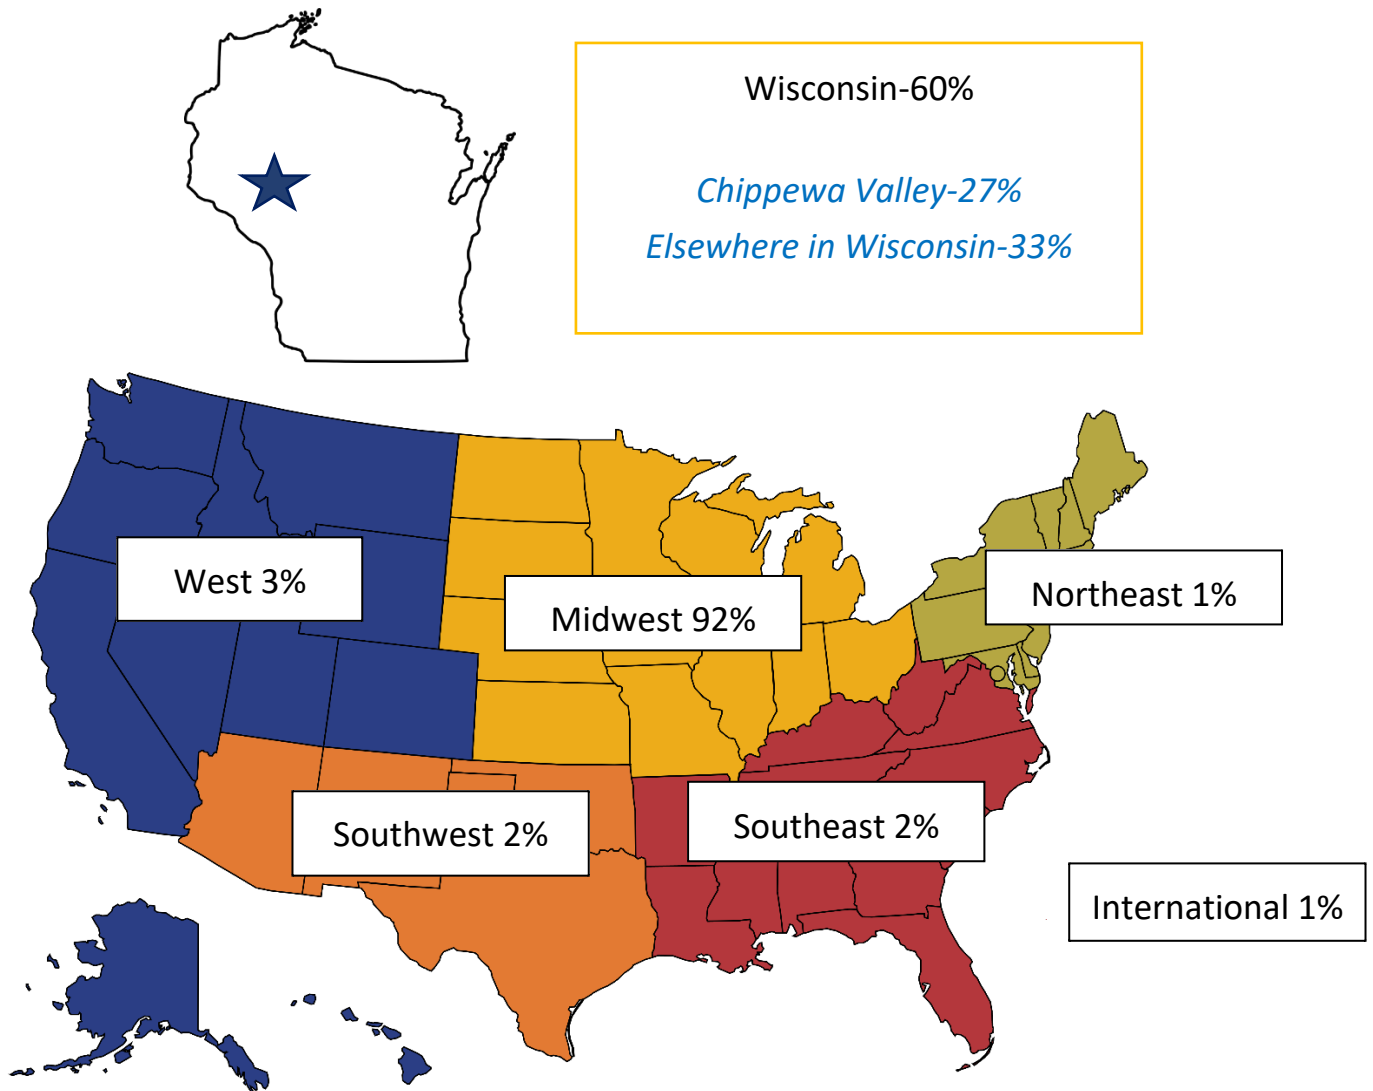 Wisconsin-60%
Chippewa Valley-27%
Elsewhere in Wisconsin-33%
West 3%
Midwest 92%
Northeast 1%
Southwest 2%
Southeast 2%
International 1%